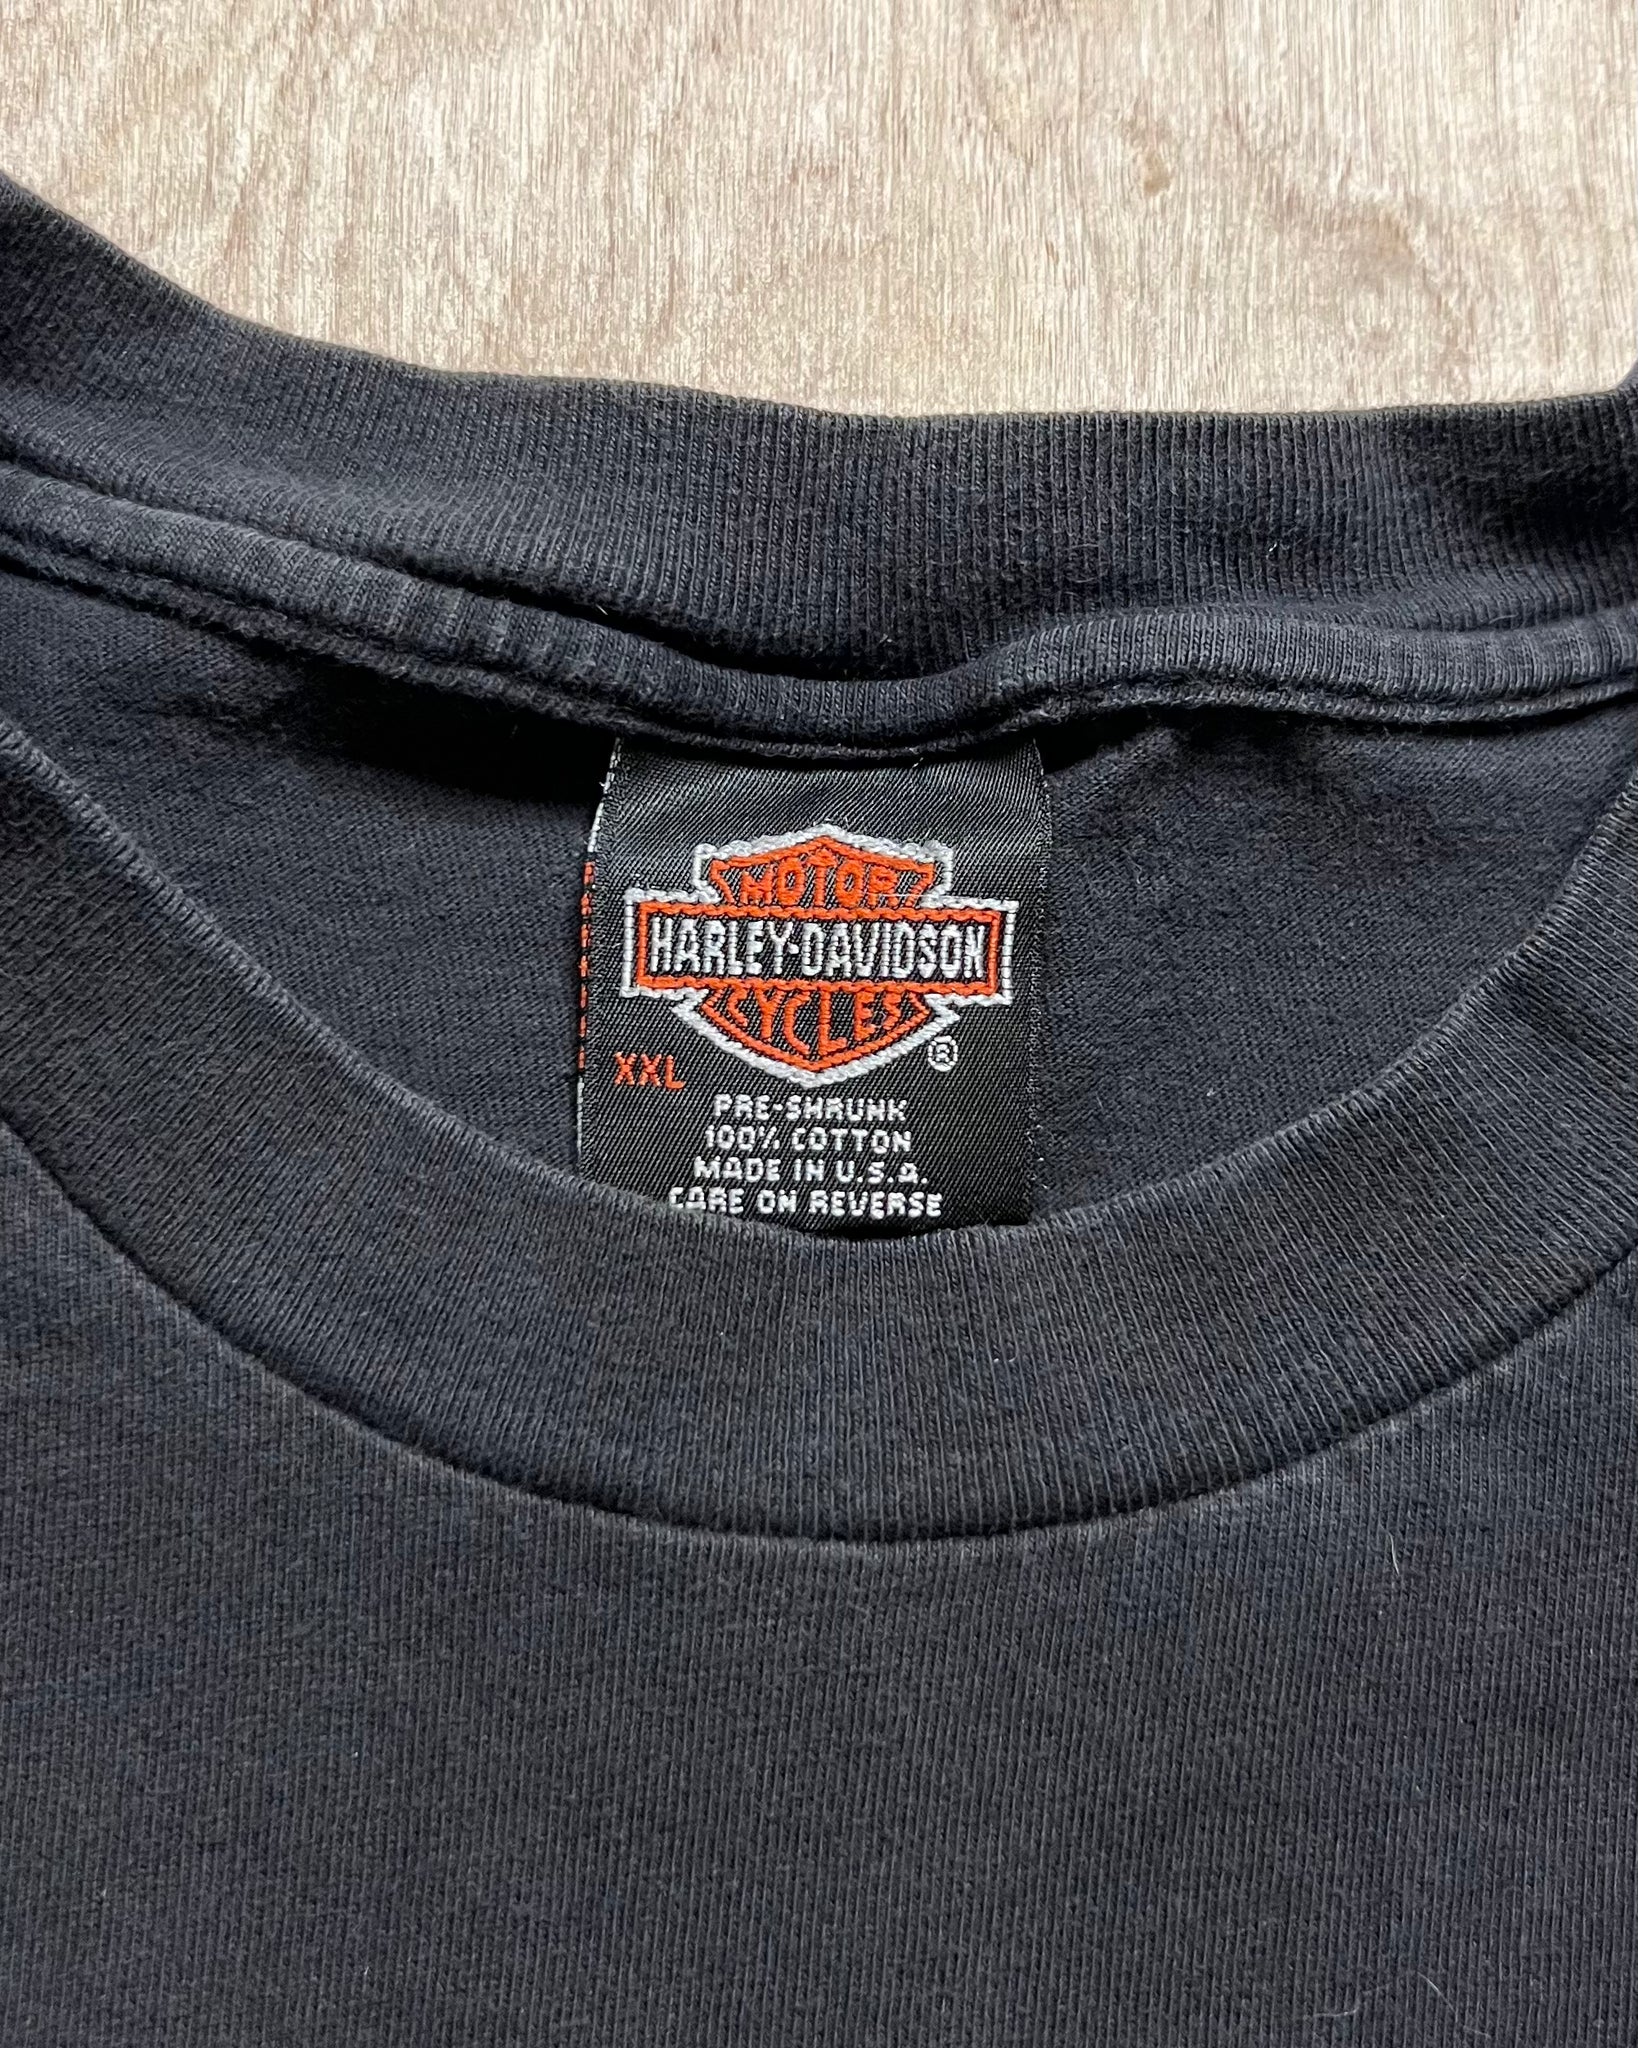 MOTOR
HARLEY-DAVIDSON
CYCLES
®
XXL
PRE-SHRUNK
100% COTTON
MADE IN U.S.A.
CARE ON REVERSE